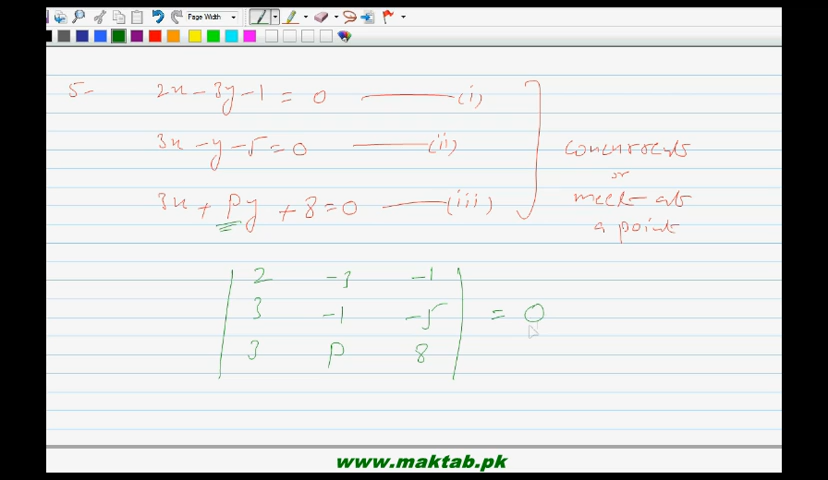 Page Width
5- 2x - 3y - 1 = 0 (i)
3x - y - 5 = 0 (ii)
3x + py + 8 = 0 (iii)
concurrent
or
meet at
a point
2 -3 -1
3 -1 -5 = 0
3 P 8
www.maktab.pk